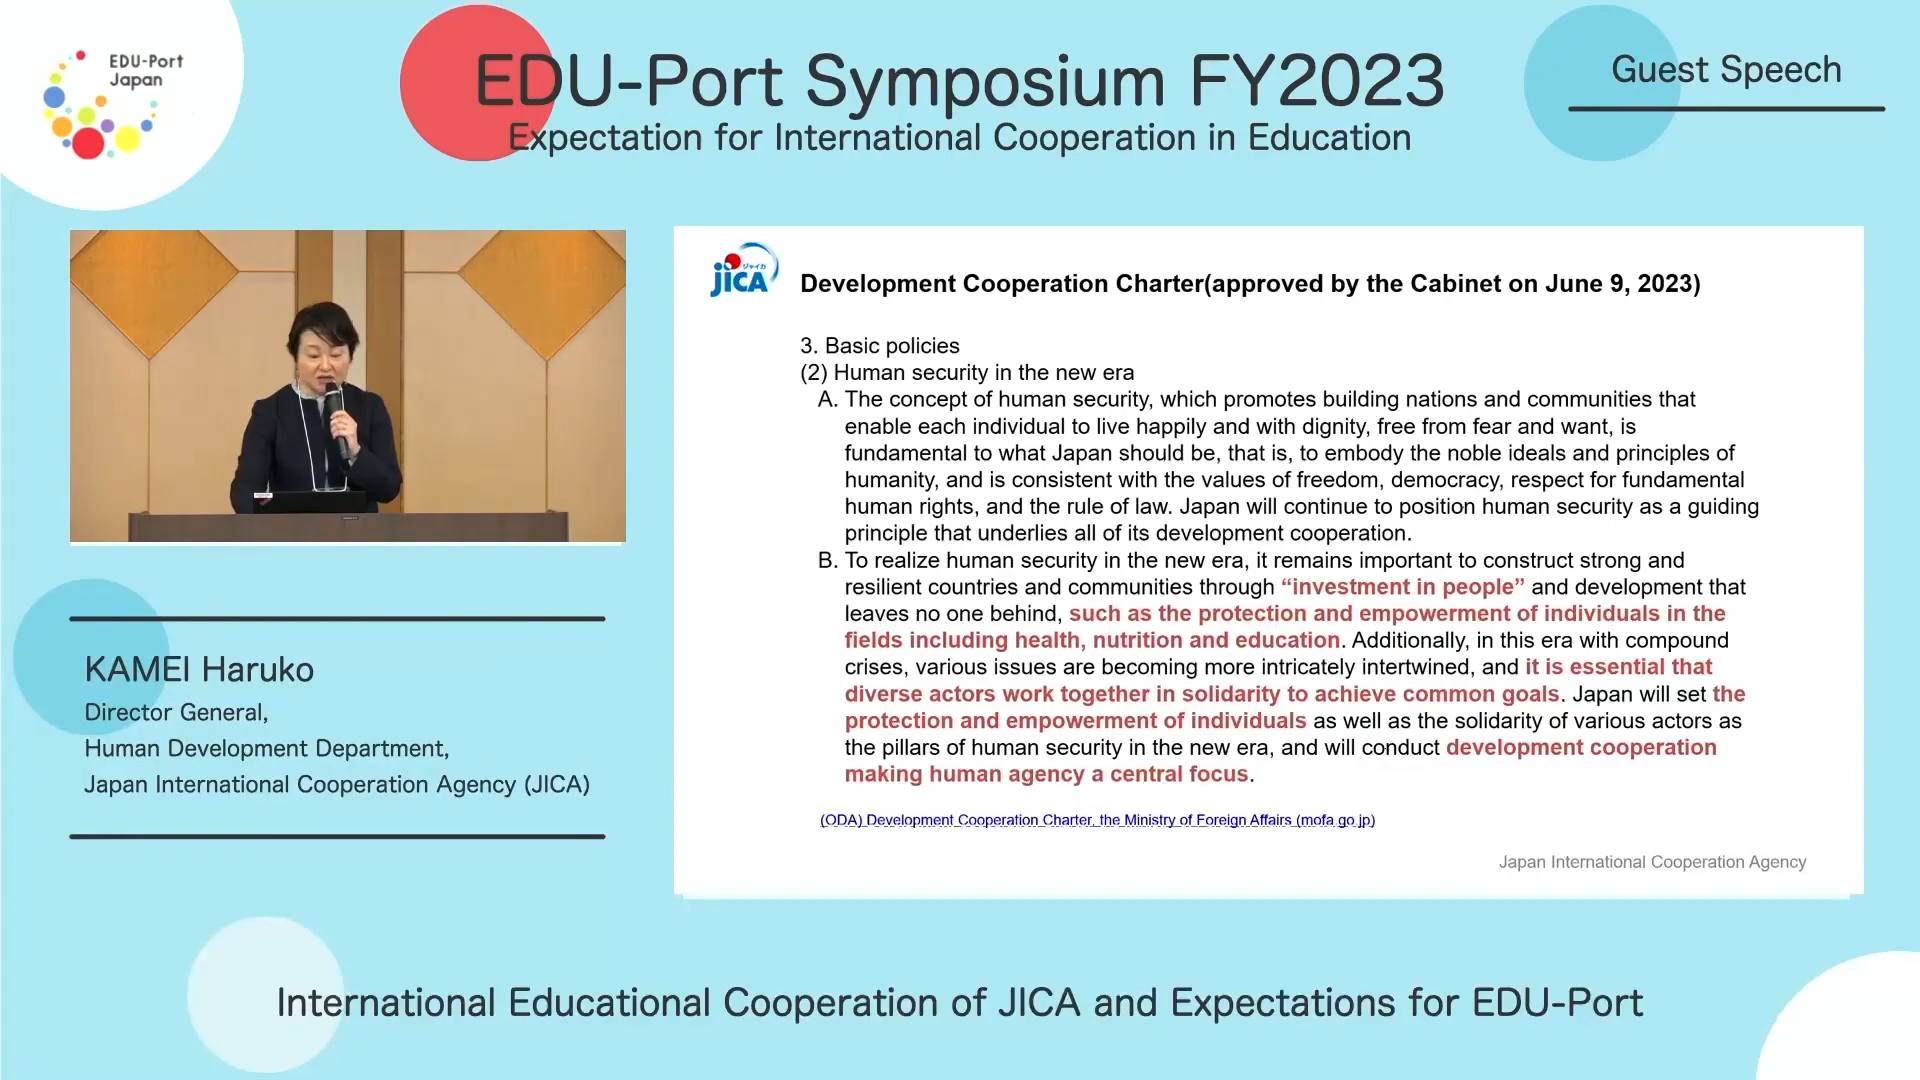 EDU-Port
Japan
EDU-Port Symposium FY2023
Expectation for International Cooperation in Education
Guest Speech
ジャイカ
JICA
Development Cooperation Charter(approved by the Cabinet on June 9, 2023)
3. Basic policies
(2) Human security in the new era
A. The concept of human security, which promotes building nations and communities that
enable each individual to live happily and with dignity, free from fear and want, is
fundamental to what Japan should be, that is, to embody the noble ideals and principles of
humanity, and is consistent with the values of freedom, democracy, respect for fundamental
human rights, and the rule of law. Japan will continue to position human security as a guiding
principle that underlies all of its development cooperation.
B. To realize human security in the new era, it remains important to construct strong and
resilient countries and communities through “investment in people” and development that
leaves no one behind, such as the protection and empowerment of individuals in the
fields including health, nutrition and education. Additionally, in this era with compound
crises, various issues are becoming more intricately intertwined, and it is essential that
diverse actors work together in solidarity to achieve common goals. Japan will set the
protection and empowerment of individuals as well as the solidarity of various actors as
the pillars of human security in the new era, and will conduct development cooperation
making human agency a central focus.
(ODA) Development Cooperation Charter, the Ministry of Foreign Affairs (mofa.go.jp)
Japan International Cooperation Agency
KAMEI Haruko
Director General,
Human Development Department,
Japan International Cooperation Agency (JICA)
International Educational Cooperation of JICA and Expectations for EDU-Port